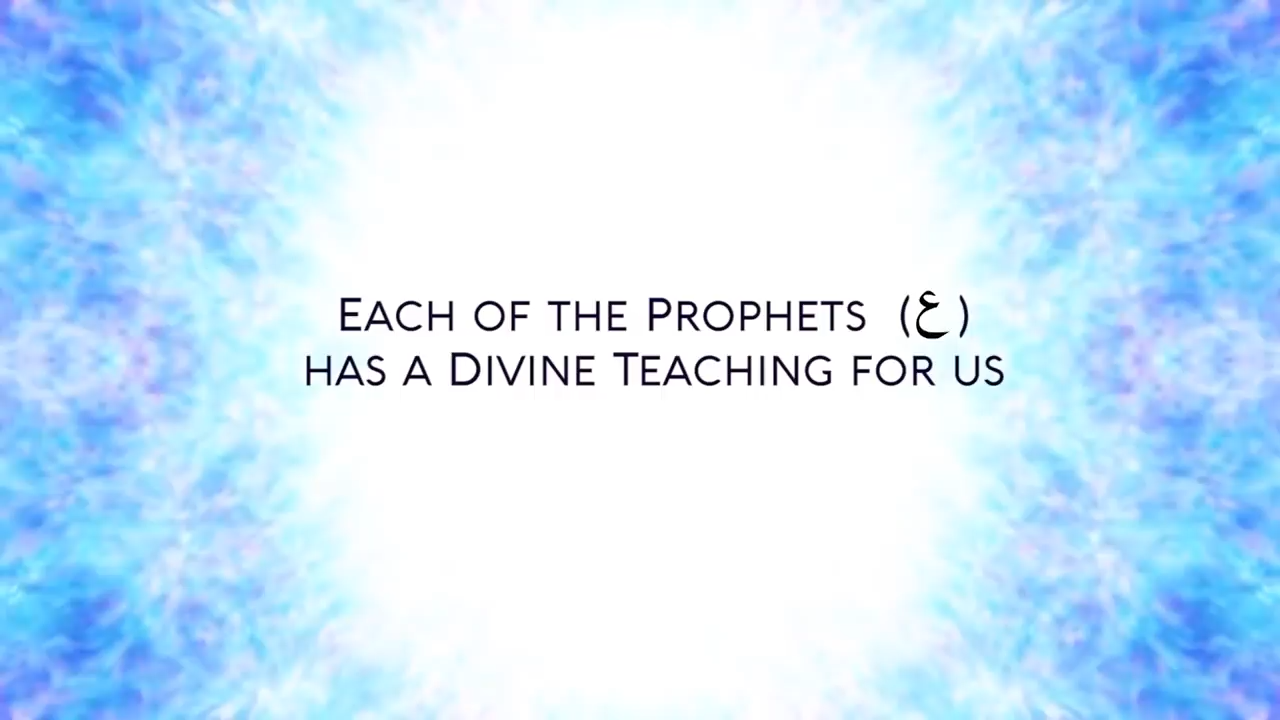 Each of the Prophets (ع)
has a Divine Teaching for us